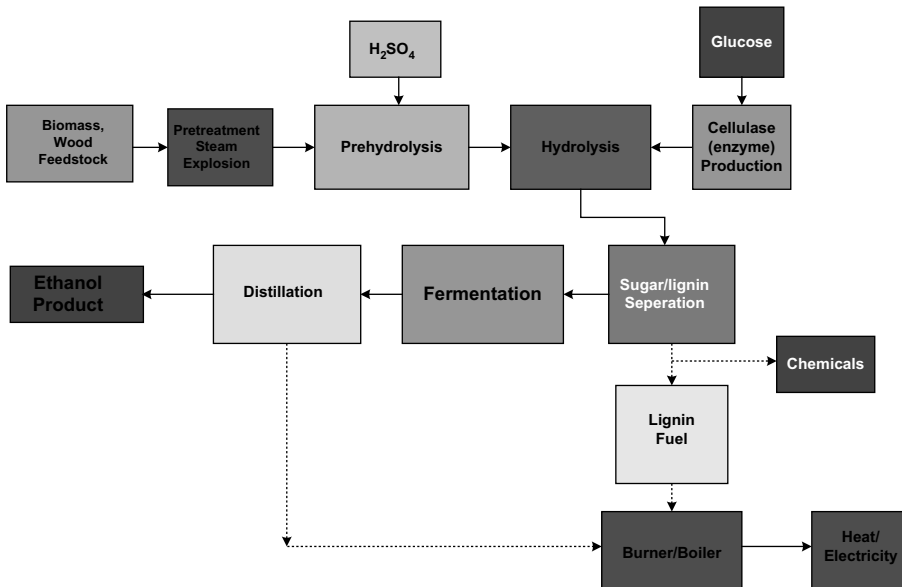 H₂SO₄
Glucose
Biomass,
Wood
Feedstock
Pretreatment
Steam
Explosion
Prehydrolysis
Hydrolysis
Cellulase
(enzyme)
Production
Ethanol
Product
Distillation
Fermentation
Sugar/lignin
Seperation
Chemicals
Lignin
Fuel
Burner/Boiler
Heat/
Electricity